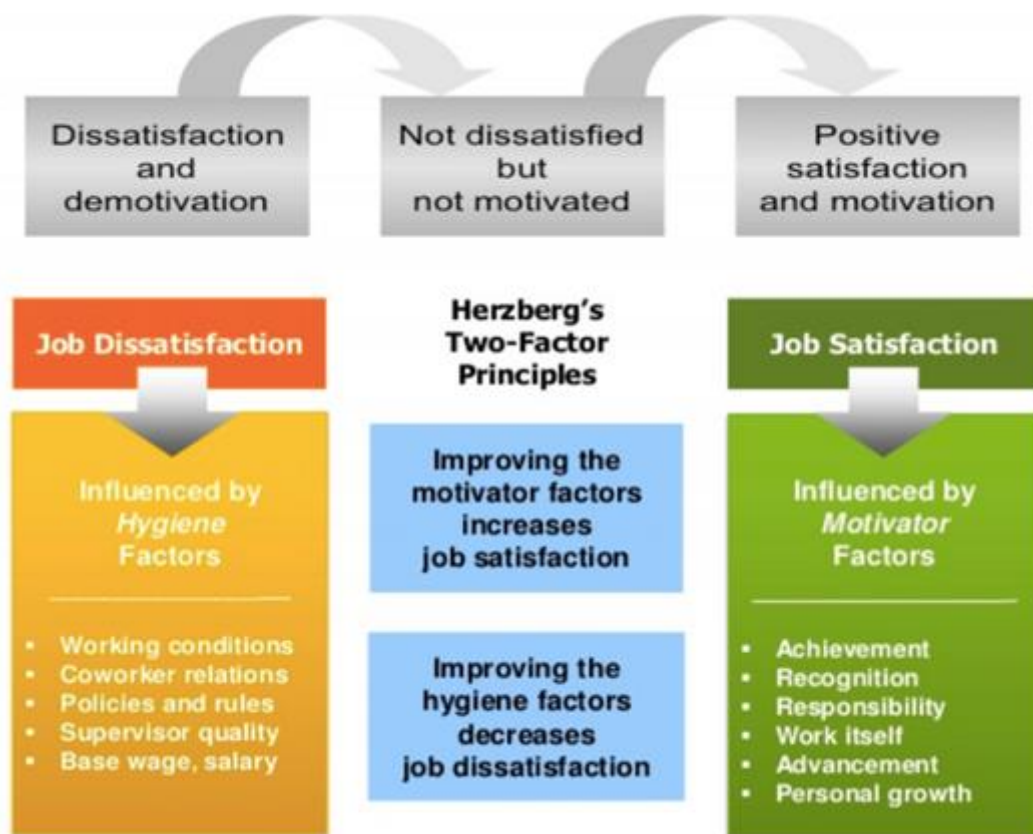 Dissatisfaction
and
demotivation
Not dissatisfied
but
not motivated
Positive
satisfaction
and motivation
Job Dissatisfaction
Influenced by
Hygiene
Factors
▪ Working conditions
▪ Coworker relations
▪ Policies and rules
▪ Supervisor quality
▪ Base wage, salary
Herzberg's
Two-Factor
Principles
Improving the
motivator factors
increases
job satisfaction
Improving the
hygiene factors
decreases
job dissatisfaction
Job Satisfaction
Influenced by
Motivator
Factors
▪ Achievement
▪ Recognition
▪ Responsibility
▪ Work itself
▪ Advancement
▪ Personal growth